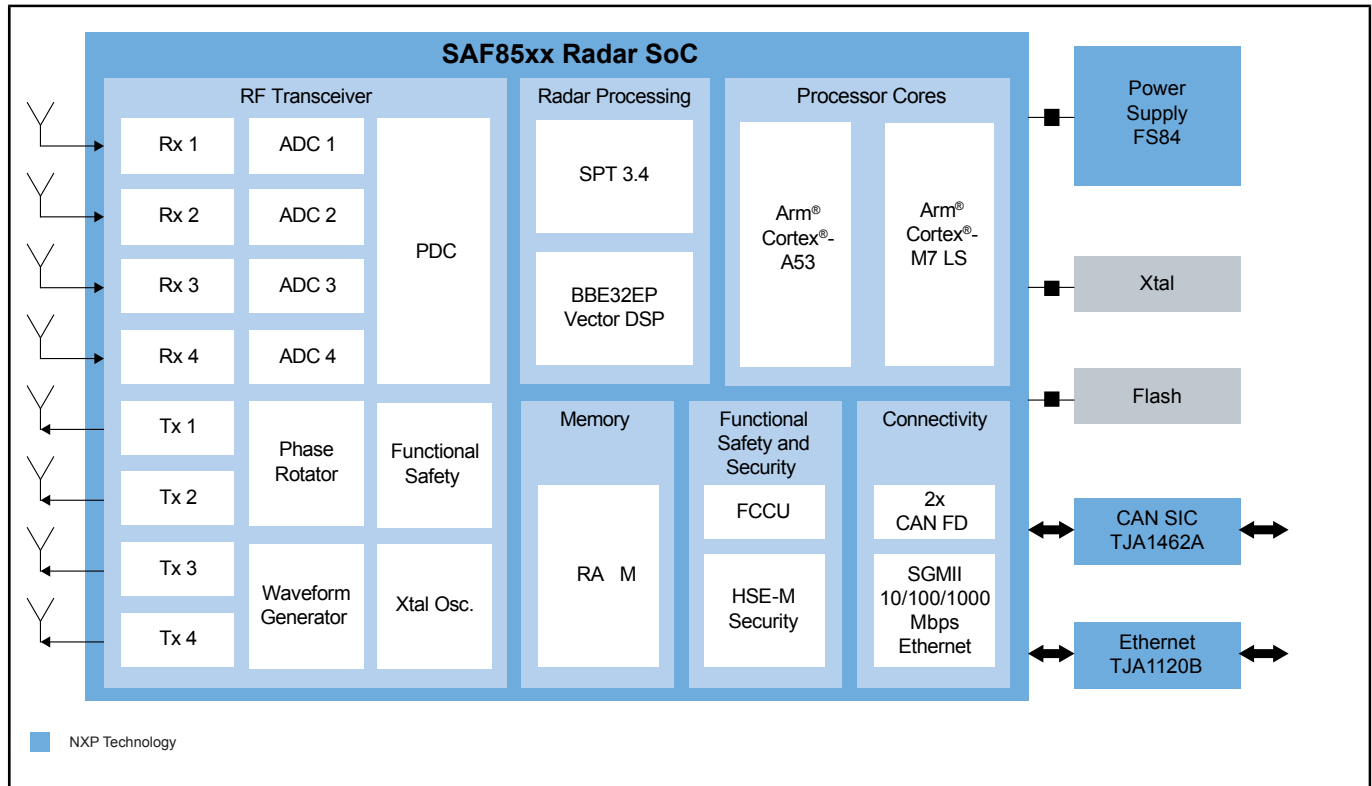 SAF85xx Radar SoC
RF Transceiver
Rx 1
ADC 1
PDC
Rx 2
ADC 2
Rx 3
ADC 3
Rx 4
ADC 4
Tx 1
Phase
Rotator
Functional
Safety
Tx 2
Tx 3
Waveform
Generator
Xtal Osc.
Tx 4
Radar Processing
SPT 3.4
BBE32EP
Vector DSP
Processor Cores
Arm®
Cortex®-
A53
Arm®
Cortex®-
M7 LS
Memory
RA M
Functional
Safety and
Security
FCCU
HSE-M
Security
Connectivity
2x
CAN FD
SGMII
10/100/1000
Mbps
Ethernet
Power
Supply
FS84
Xtal
Flash
CAN SIC
TJA1462A
Ethernet
TJA1120B
NXP Technology